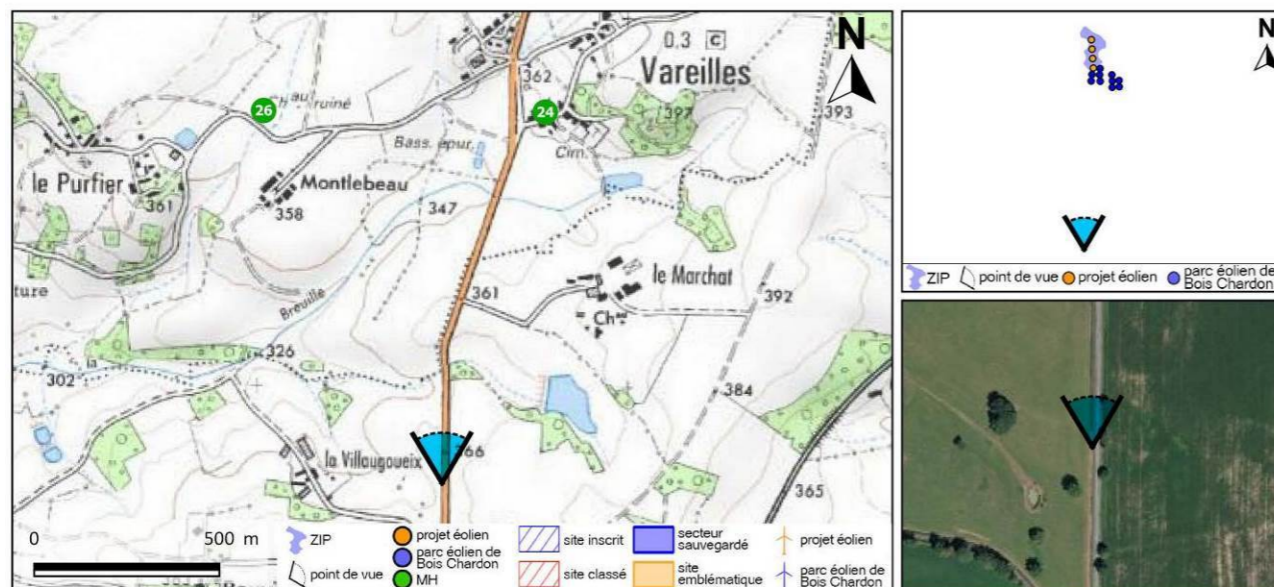 N
0.3 C
362
Vareilles
26
24
397
393
Bass. épur.
Cim.
le Purfier
361
Montlebeau
358
347
le Marchat
361
392
Ch
Breuille
326
302
384
la Villaugoueix
66
365
0 500 m
ZIP
point de vue
projet éolien
parc éolien de
Bois Chardon
MH
site inscrit
site classé
secteur
sauvegardé
site
emblématique
projet éolien
parc éolien
de Bois Chardon
N
ZIP
point de vue
projet éolien
parc éolien de
Bois Chardon